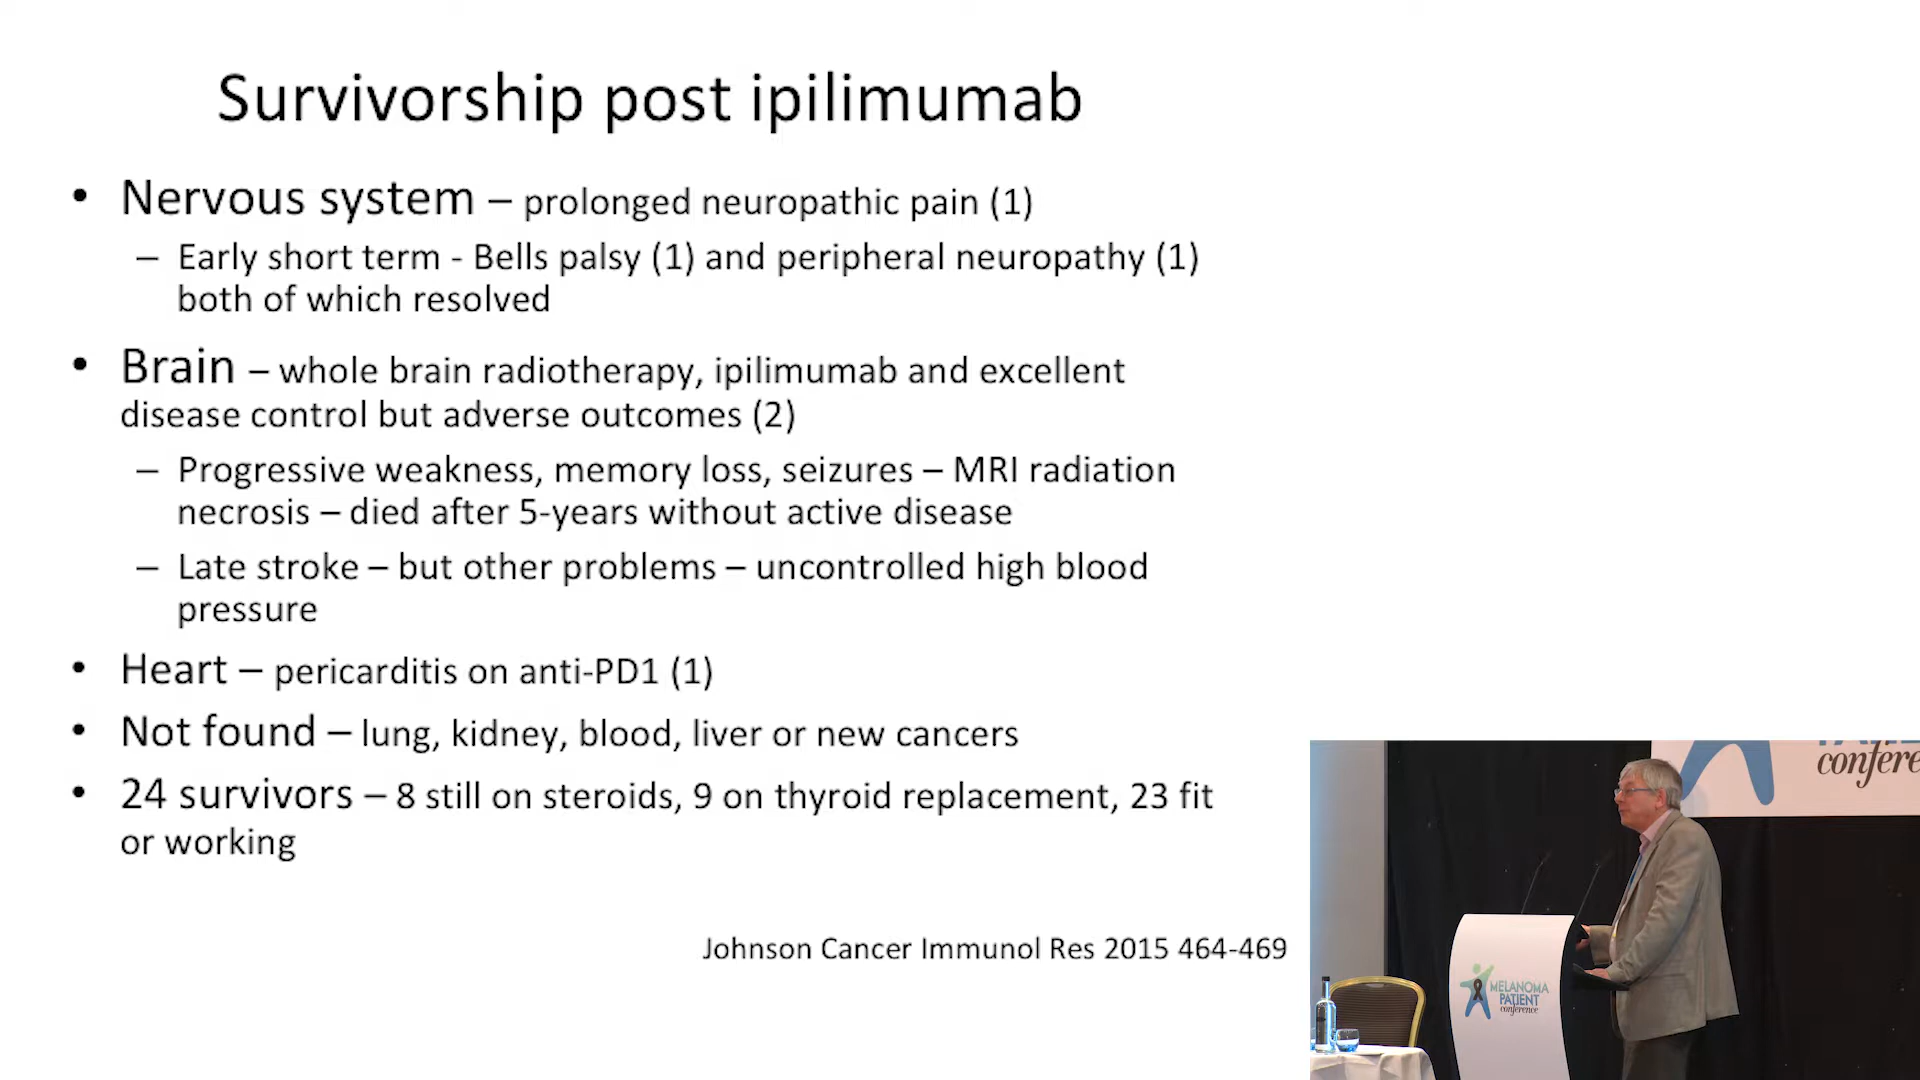 Survivorship post ipilimumab
• Nervous system – prolonged neuropathic pain (1)
– Early short term - Bells palsy (1) and peripheral neuropathy (1)
both of which resolved
• Brain – whole brain radiotherapy, ipilimumab and excellent
disease control but adverse outcomes (2)
– Progressive weakness, memory loss, seizures – MRI radiation
necrosis – died after 5-years without active disease
– Late stroke – but other problems – uncontrolled high blood
pressure
• Heart – pericarditis on anti-PD1 (1)
• Not found – lung, kidney, blood, liver or new cancers
• 24 survivors – 8 still on steroids, 9 on thyroid replacement, 23 fit
or working
Johnson Cancer Immunol Res 2015 464-469
MELANOMA
PATIENT
conference